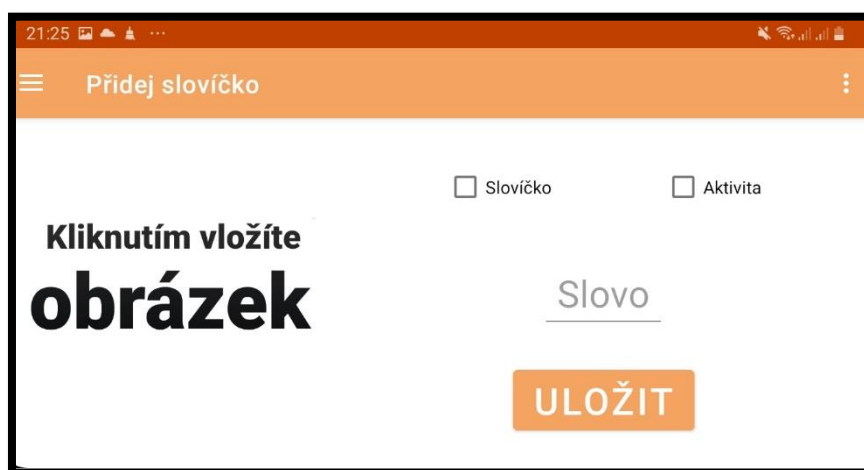 21:25
Přidej slovíčko
Slovíčko
Aktivita
Kliknutím vložíte
obrázek
Slovo
ULOŽIT